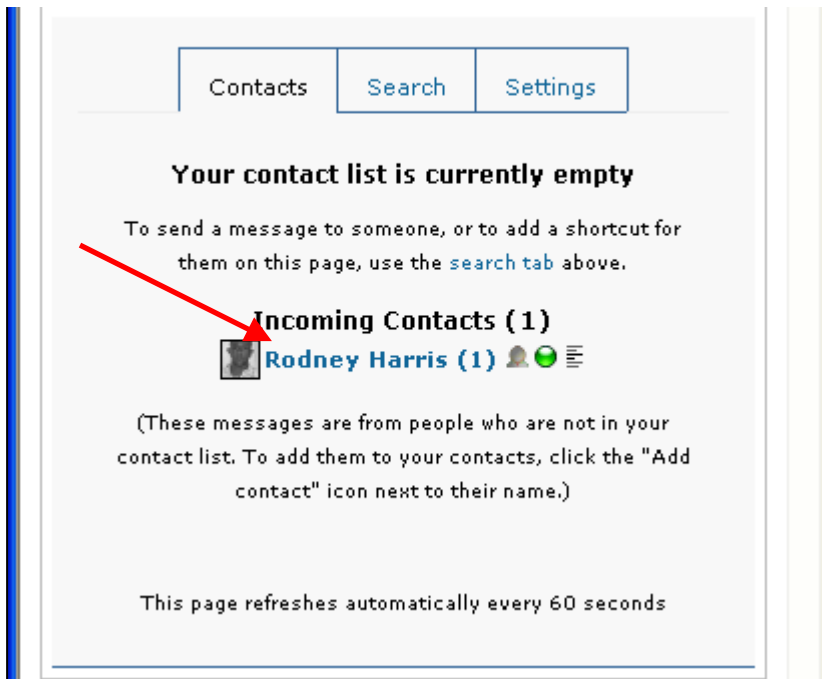 Contacts Search Settings
Your contact list is currently empty
To send a message to someone, or to add a shortcut for
them on this page, use the search tab above.
Incoming Contacts (1)
Rodney Harris (1)
(These messages are from people who are not in your
contact list. To add them to your contacts, click the "Add
contact" icon next to their name.)
This page refreshes automatically every 60 seconds